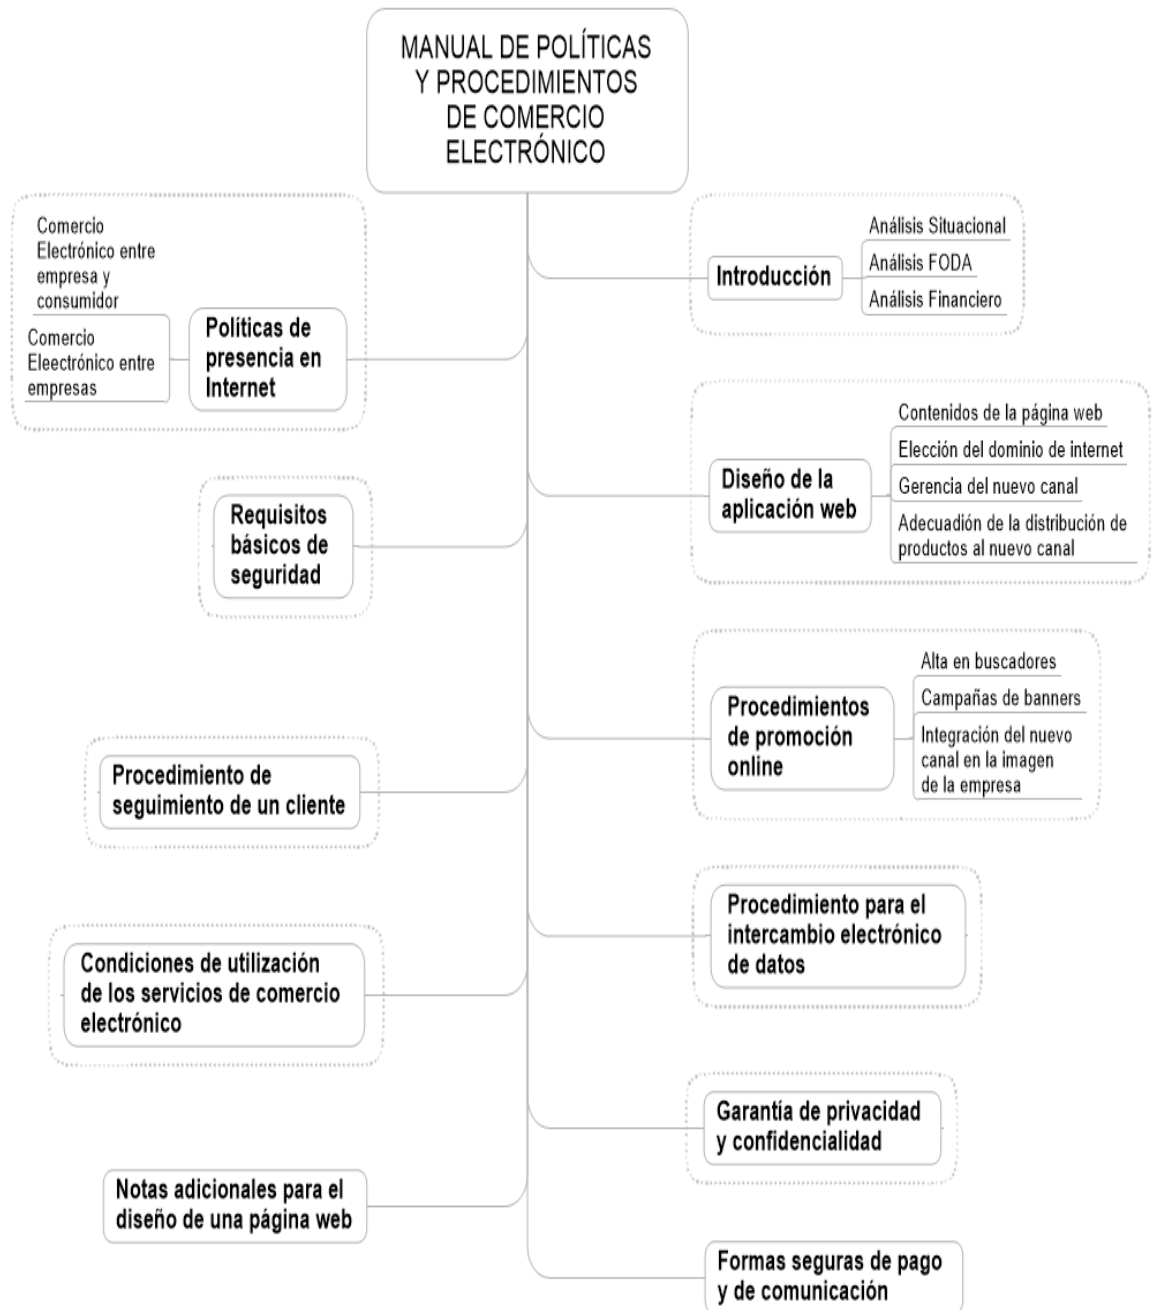 MANUAL DE POLÍTICAS
Y PROCEDIMIENTOS
DE COMERCIO
ELECTRÓNICO
Comercio
Electrónico entre
empresa y
consumidor
Comercio
Eleectrónico entre
empresas
Políticas de
presencia en
Internet
Introducción
Análisis Situacional
Análisis FODA
Análisis Financiero
Requisitos
básicos de
seguridad
Diseño de la
aplicación web
Contenidos de la página web
Elección del dominio de internet
Gerencia del nuevo canal
Adecuadión de la distribución de
productos al nuevo canal
Procedimiento de
seguimiento de un cliente
Procedimientos
de promoción
online
Alta en buscadores
Campañas de banners
Integración del nuevo
canal en la imagen
de la empresa
Condiciones de utilización
de los servicios de comercio
electrónico
Procedimiento para el
intercambio electrónico
de datos
Notas adicionales para el
diseño de una página web
Garantía de privacidad
y confidencialidad
Formas seguras de pago
y de comunicación